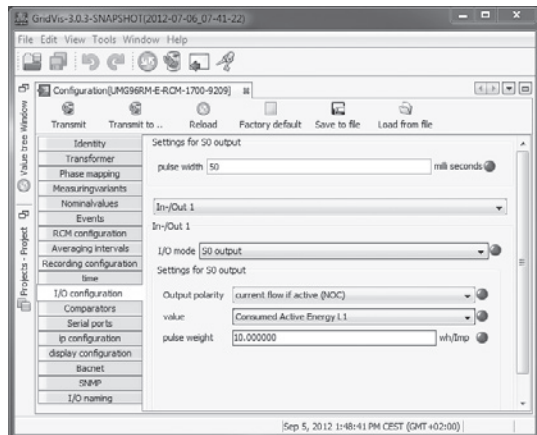 GridVis-3.0.3-SNAPSHOT(2012-07-06_07-41-22)
File Edit View Tools Window Help
Configuration[UMG96RM-E-RCM-1700-9209]
Transmit Transmit to .. Reload Factory default Save to file Load from file
Value tree Window
Projects - Project
Identity
Transformer
Phase mapping
Measuringvariants
Nominalvalues
Events
RCM configuration
Averaging intervals
Recording configuration
time
I/O configuration
Comparators
Serial ports
ip configuration
display configuration
Bacnet
SNMP
I/O naming
Settings for S0 output
pulse width 50 milli seconds
In-/Out 1
In-/Out 1
I/O mode S0 output
Settings for S0 output
Output polarity current flow if active (NOC)
value Consumed Active Energy L1
pulse weight 10.000000 wh/Imp
Sep 5, 2012 1:48:41 PM CEST (GMT+02:00)